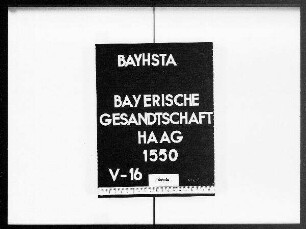 BAYHSTA
BAYERISCHE
GESANDTSCHAFT
HAAG
1550
V-16